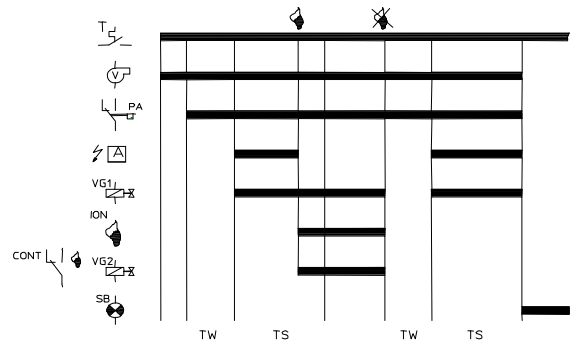 T
V
PA
A
VG1
ION
CONT
VG2
SB
TW TS TW TS